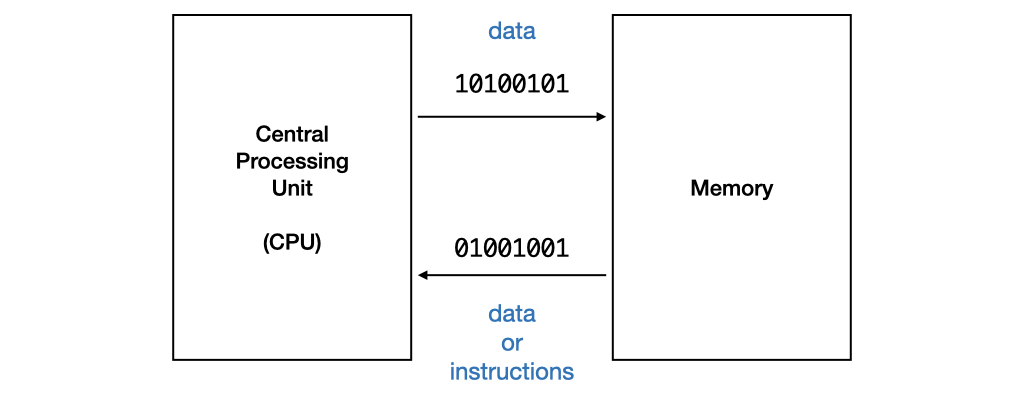 Central
Processing
Unit
(CPU)
data
10100101
01001001
data
or
instructions
Memory